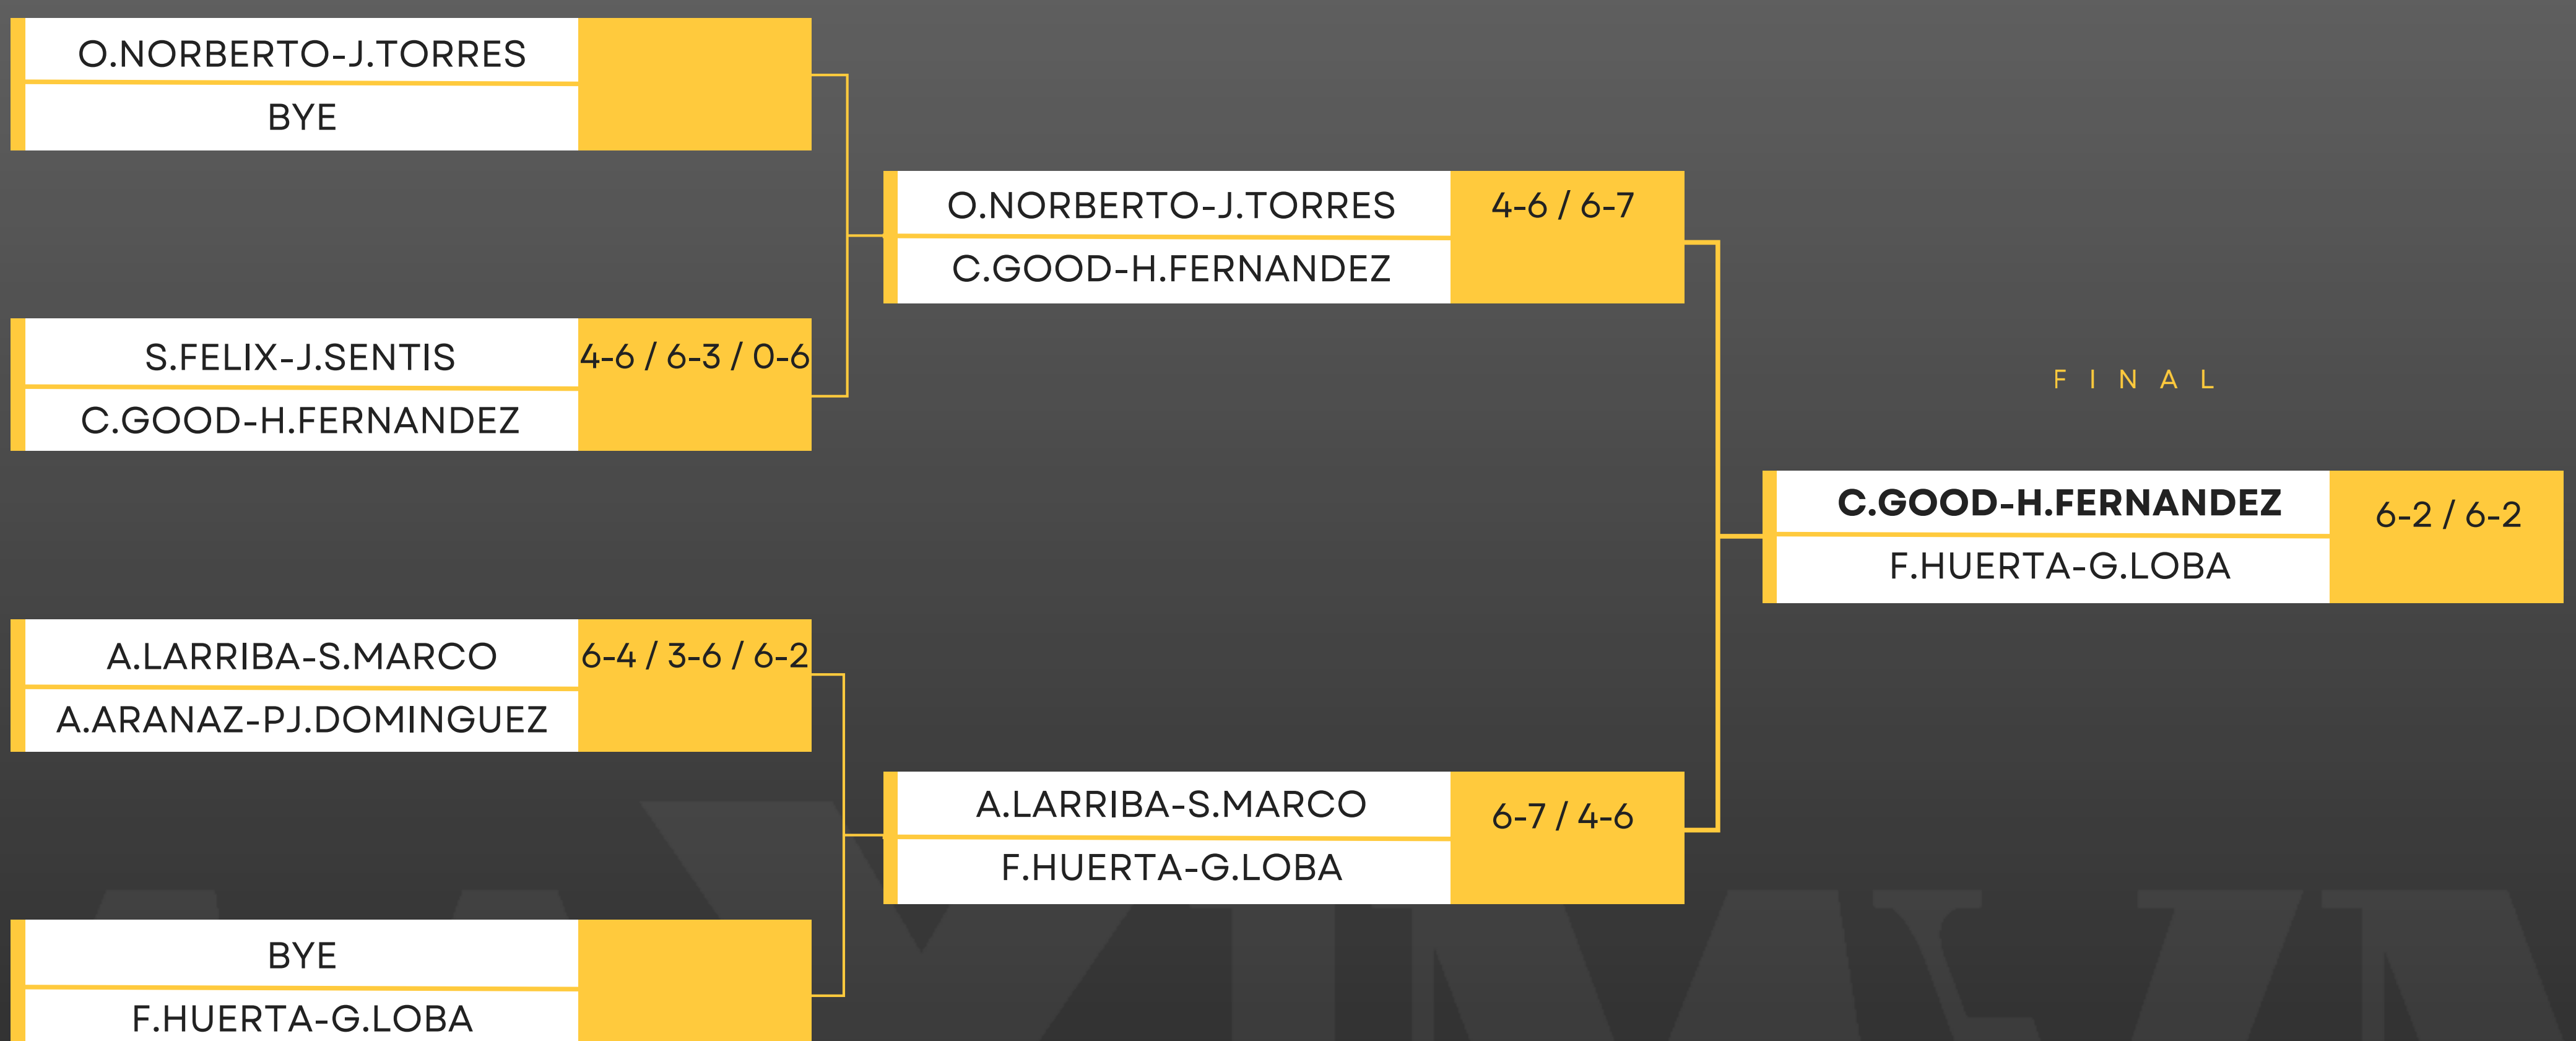 O.NORBERTO-J.TORRES
BYE
S.FELIX-J.SENTIS 4-6 / 6-3 / 0-6
C.GOOD-H.FERNANDEZ
A.LARRIBA-S.MARCO 6-4 / 3-6 / 6-2
A.ARANAZ-PJ.DOMINGUEZ
BYE
F.HUERTA-G.LOBA
O.NORBERTO-J.TORRES 4-6 / 6-7
C.GOOD-H.FERNANDEZ
A.LARRIBA-S.MARCO 6-7 / 4-6
F.HUERTA-G.LOBA
FINAL
C.GOOD-H.FERNANDEZ 6-2 / 6-2
F.HUERTA-G.LOBA